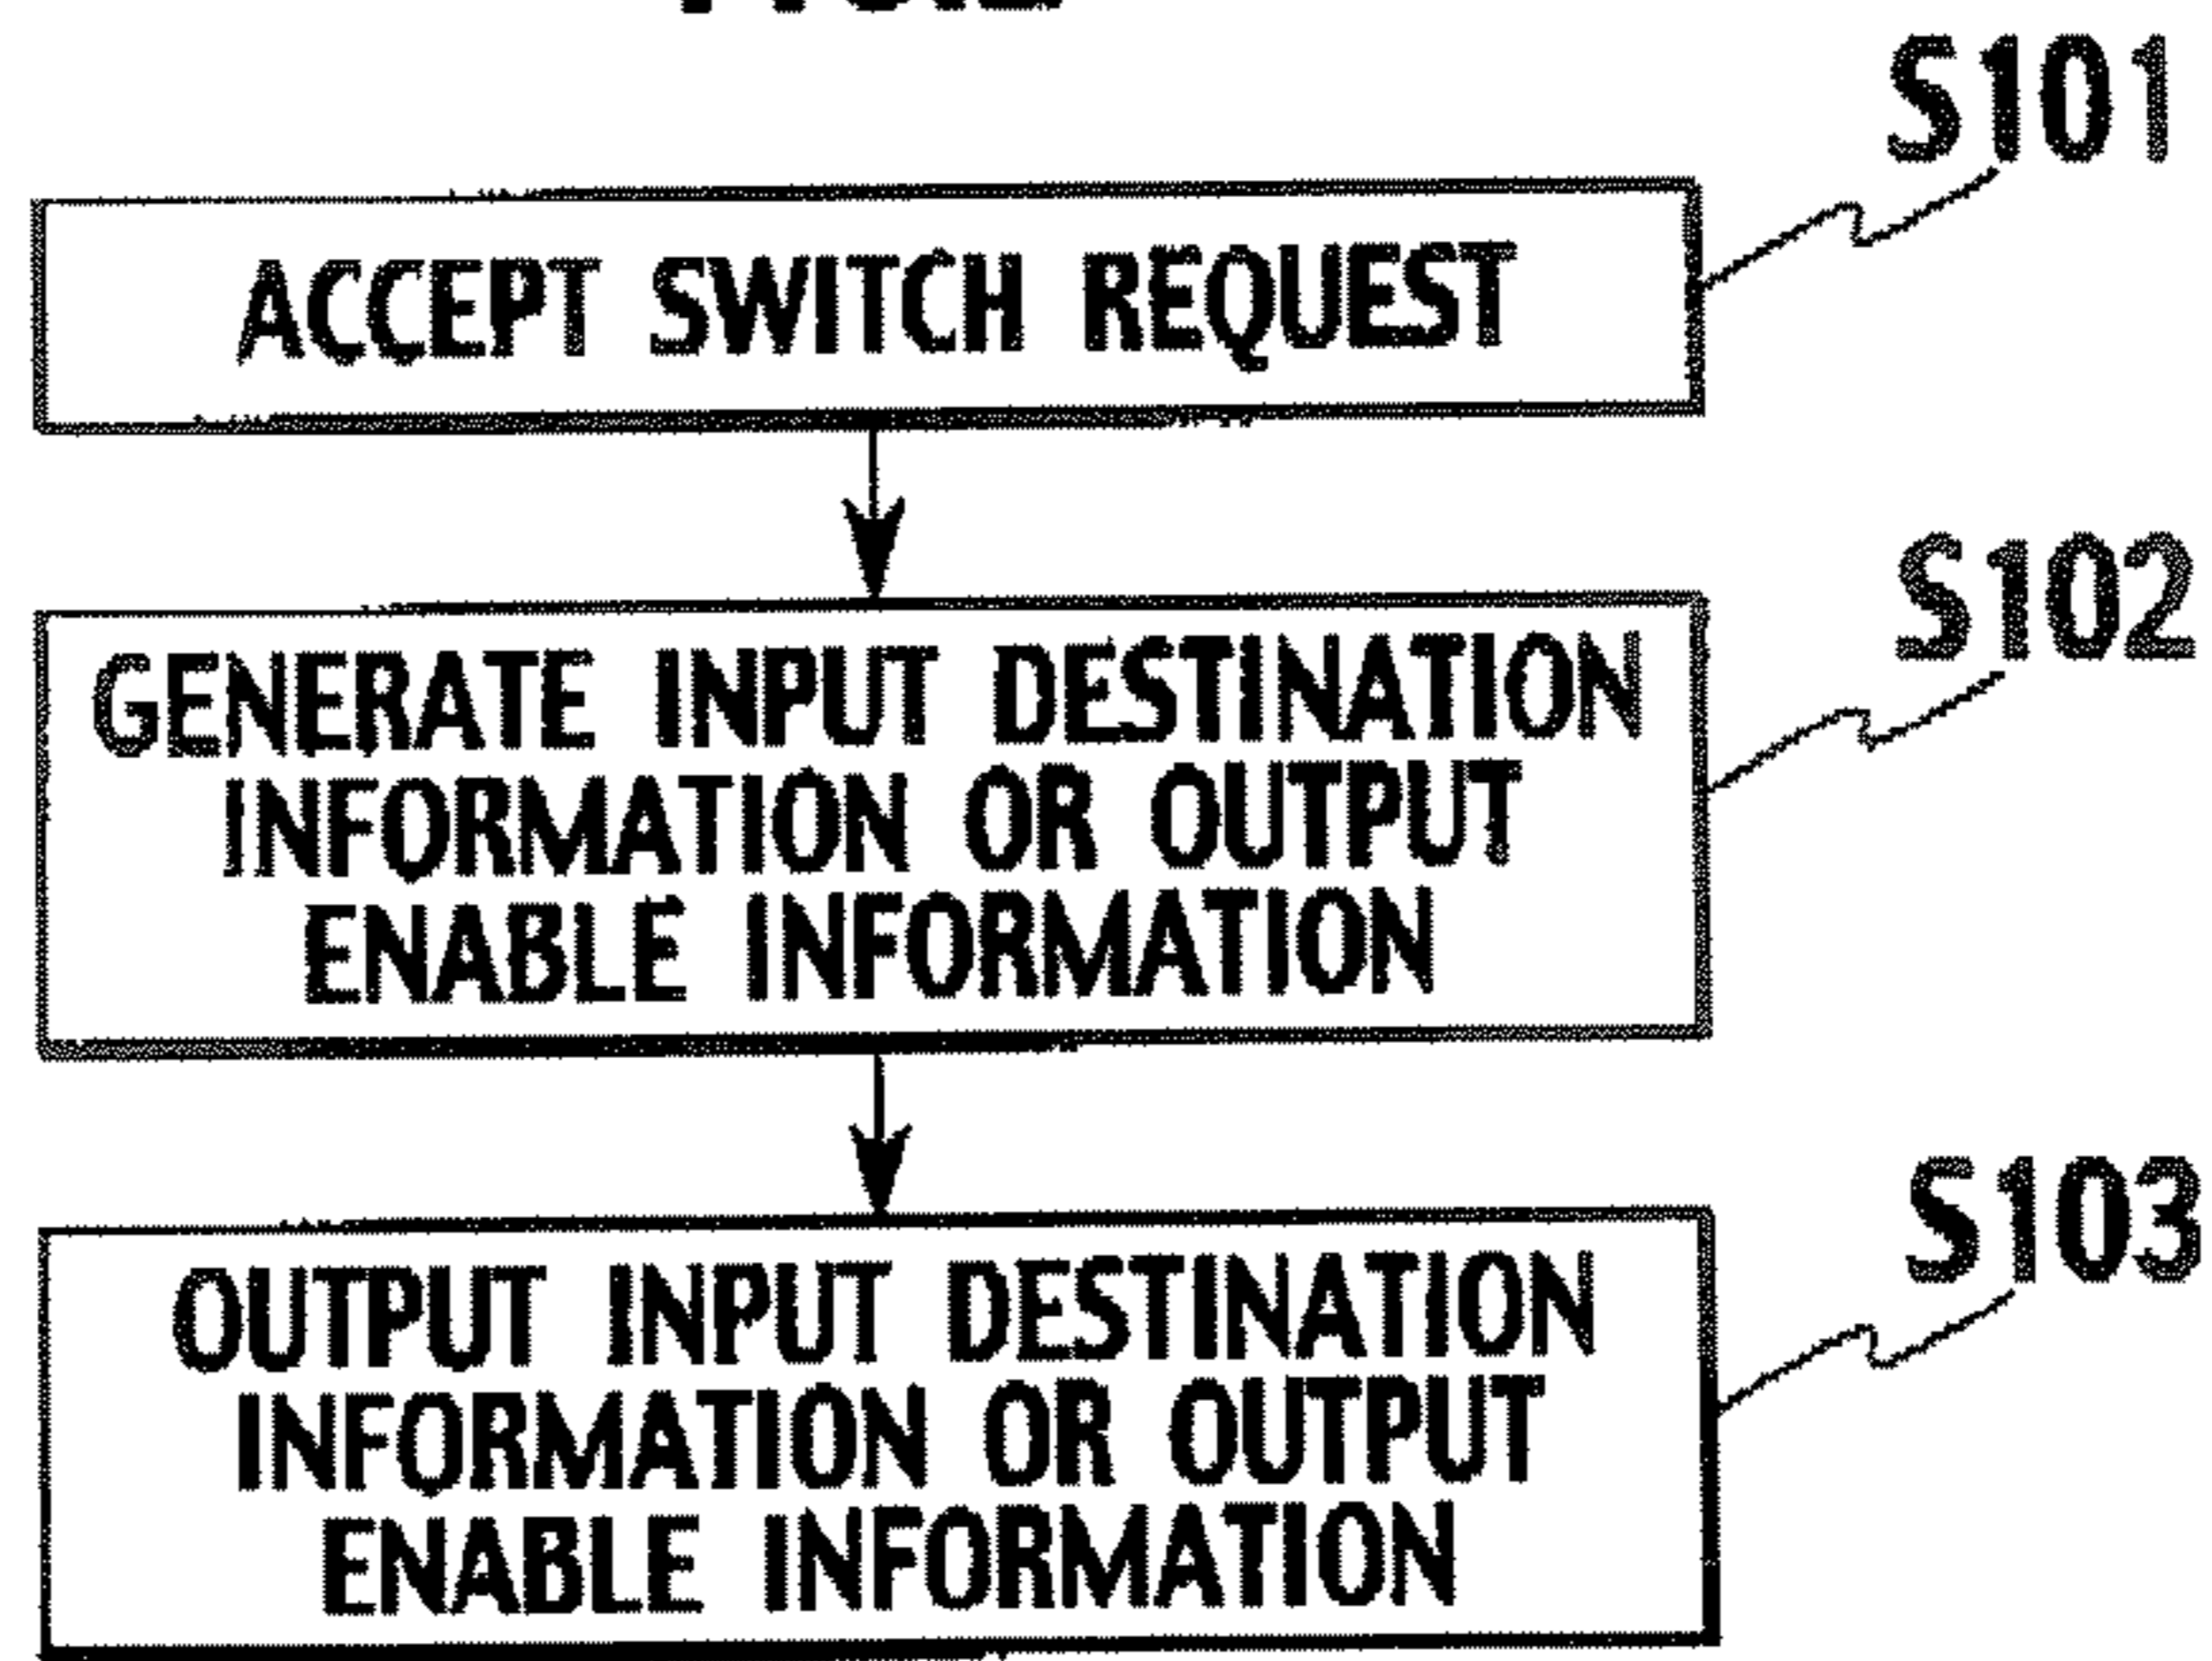 S101
ACCEPT SWITCH REQUEST
S102
GENERATE INPUT DESTINATION
INFORMATION OR OUTPUT
ENABLE INFORMATION
S103
OUTPUT INPUT DESTINATION
INFORMATION OR OUTPUT
ENABLE INFORMATION